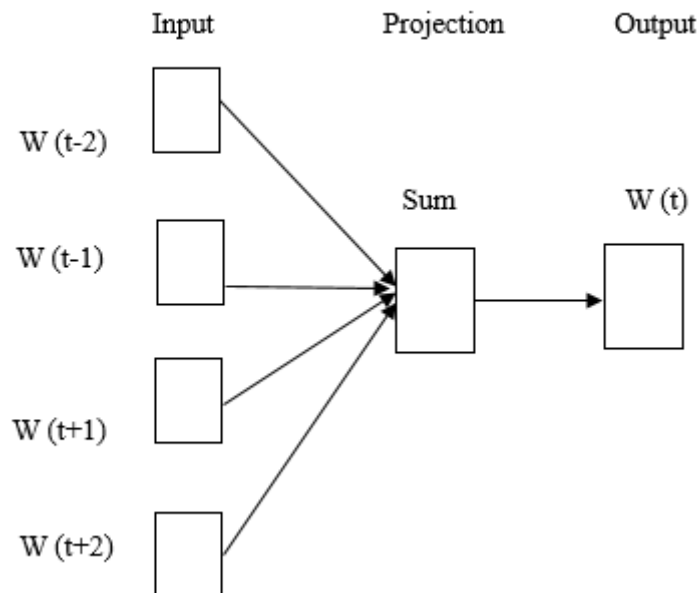 Input Projection Output
W (t-2)
Sum W (t)
W (t-1)
W (t+1)
W (t+2)